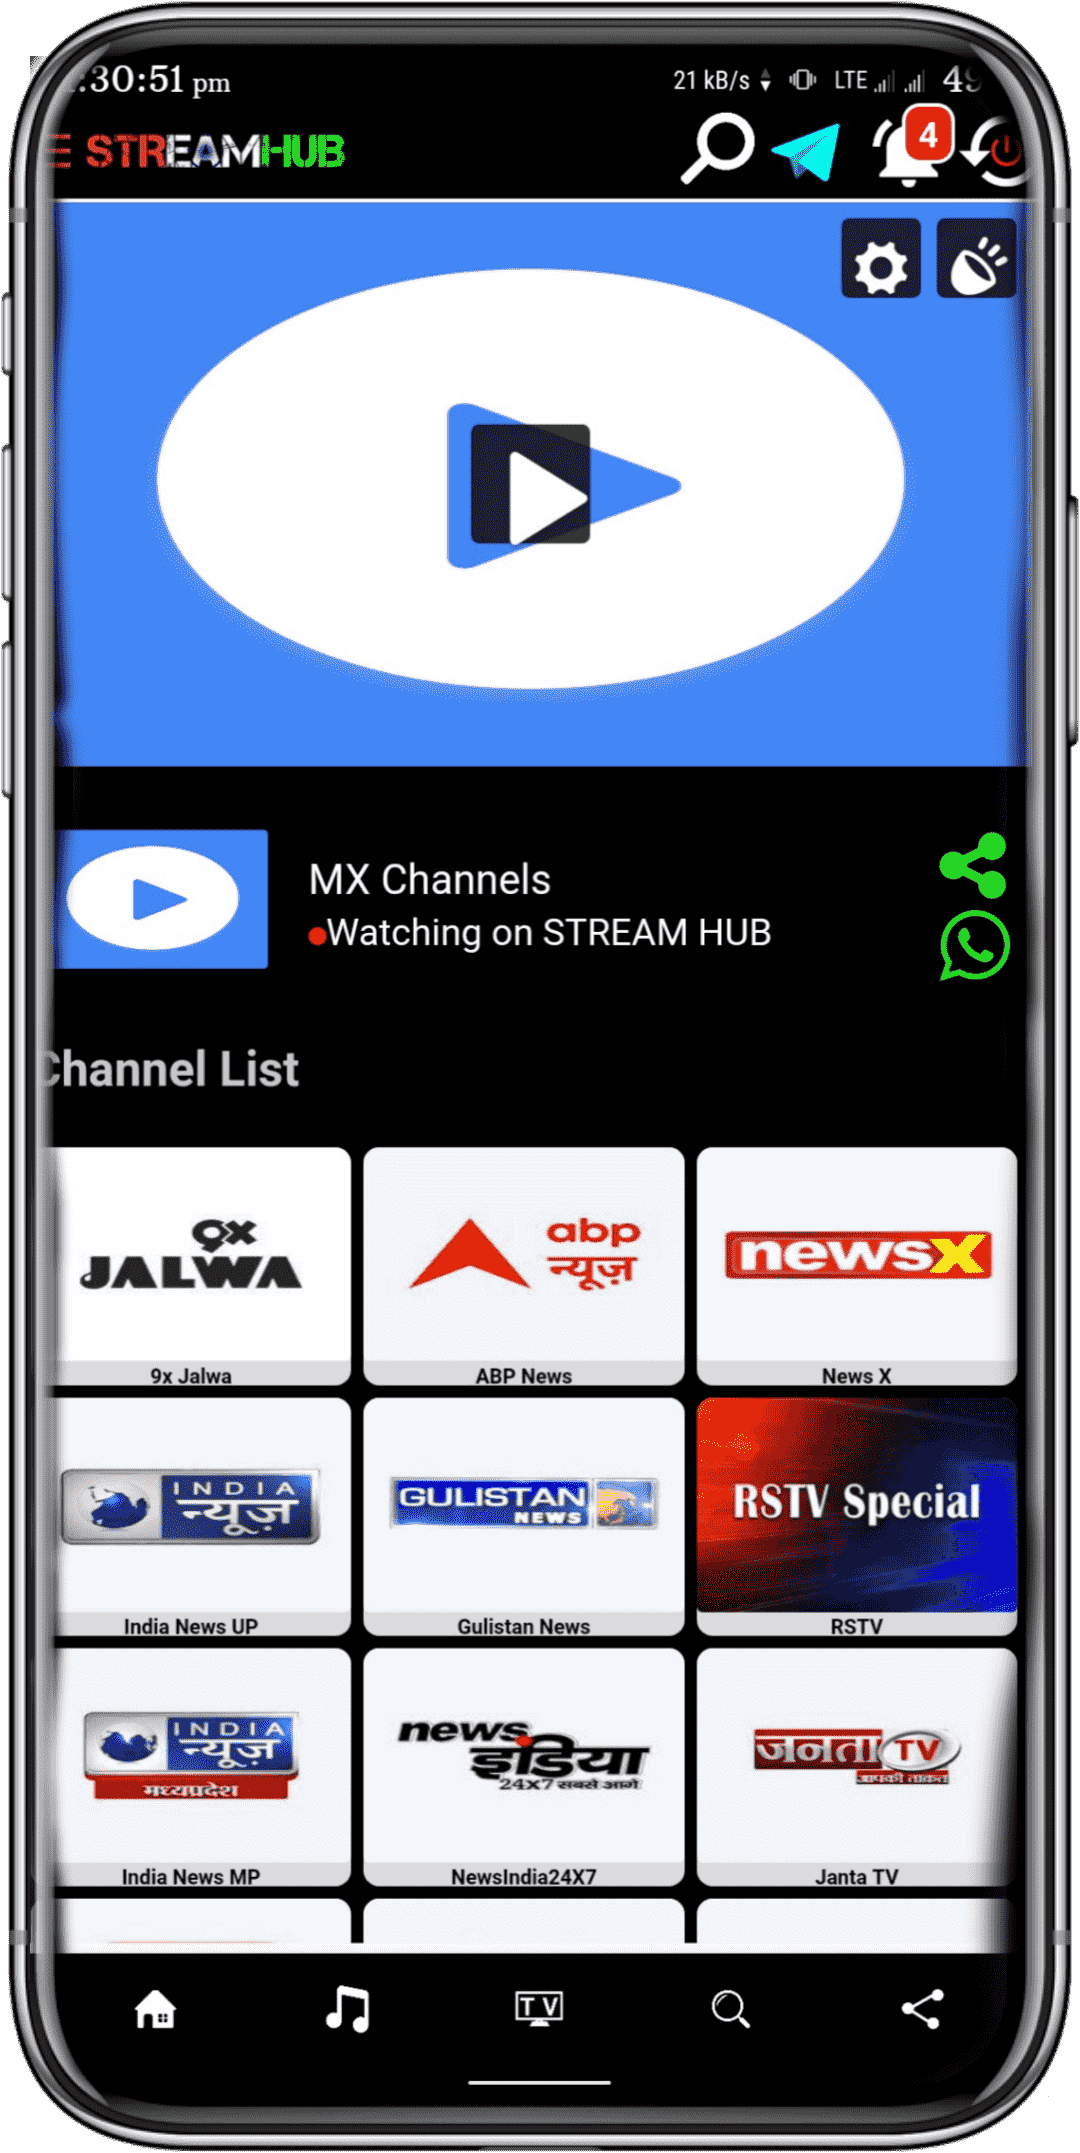 :30:51 pm
21 kB/s LTE 49
STREAMHUB
4
MX Channels
Watching on STREAM HUB
Channel List
9x
JALWA
abp
न्यूज़
newsX
9x Jalwa
ABP News
News X
INDIA
न्यूज़
GULISTAN
NEWS
RSTV Special
India News UP
Gulistan News
RSTV
INDIA
न्यूज़
मध्यप्रदेश
news
इंडिया
24x7 सबसे आगे
जनता TV
आपकी ताकत
India News MP
NewsIndia24X7
Janta TV
TV